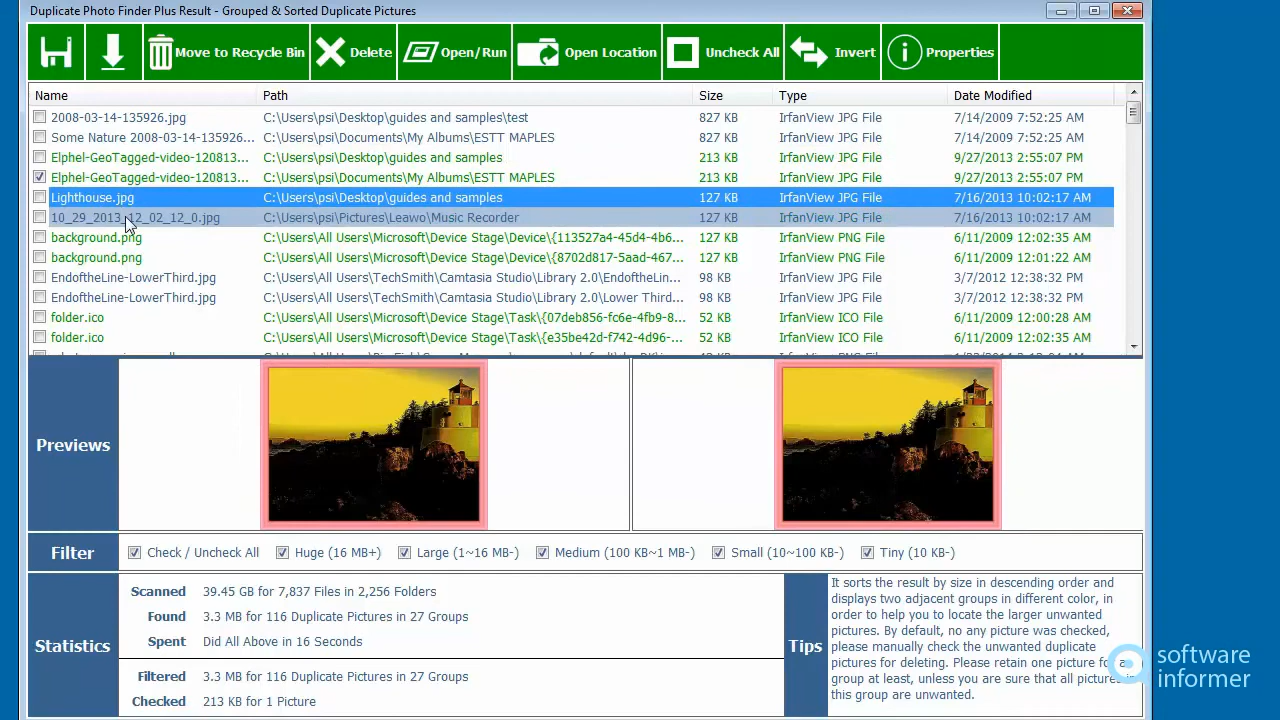 Duplicate Photo Finder Plus Result - Grouped & Sorted Duplicate Pictures
Move to Recycle Bin Delete Open/Run Open Location Uncheck All Invert Properties
Name Path Size Type Date Modified
2008-03-14-135926.jpg C:\Users\psi\Desktop\guides and samples\test 827 KB IrfanView JPG File 7/14/2009 7:52:25 AM
Some Nature 2008-03-14-135926... C:\Users\psi\Documents\My Albums\ESTT MAPLES 827 KB IrfanView JPG File 7/14/2009 7:52:25 AM
Elphel-GeoTagged-video-120813... C:\Users\psi\Desktop\guides and samples 213 KB IrfanView JPG File 9/27/2013 2:55:07 PM
Elphel-GeoTagged-video-120813... C:\Users\psi\Documents\My Albums\ESTT MAPLES 213 KB IrfanView JPG File 9/27/2013 2:55:07 PM
Lighthouse.jpg C:\Users\psi\Desktop\guides and samples 127 KB IrfanView JPG File 7/16/2013 10:02:17 AM
10_29_2013_12_02_12_0.jpg C:\Users\psi\Pictures\Leawo\Music Recorder 127 KB IrfanView JPG File 7/16/2013 10:02:17 AM
background.png C:\Users\All Users\Microsoft\Device Stage\Device\{113527a4-45d4-4b6... 127 KB IrfanView PNG File 6/11/2009 12:02:35 AM
background.png C:\Users\All Users\Microsoft\Device Stage\Device\{8702d817-5aad-467... 127 KB IrfanView PNG File 6/11/2009 12:01:22 AM
EndoftheLine-LowerThird.jpg C:\Users\All Users\TechSmith\Camtasia Studio\Library 2.0\EndoftheLin... 98 KB IrfanView JPG File 3/7/2012 12:38:32 PM
EndoftheLine-LowerThird.jpg C:\Users\All Users\TechSmith\Camtasia Studio\Library 2.0\Lower Third... 98 KB IrfanView JPG File 3/7/2012 12:38:32 PM
folder.ico C:\Users\All Users\Microsoft\Device Stage\Task\{07deb856-fc6e-4fb9-8... 52 KB IrfanView ICO File 6/11/2009 12:00:28 AM
folder.ico C:\Users\All Users\Microsoft\Device Stage\Task\{e35be42d-f742-4d96-... 52 KB IrfanView ICO File 6/11/2009 12:02:35 AM
Previews
Filter Check / Uncheck All Huge (16 MB+) Large (1~16 MB-) Medium (100 KB~1 MB-) Small (10~100 KB-) Tiny (10 KB-)
Statistics
Scanned 39.45 GB for 7,837 Files in 2,256 Folders
Found 3.3 MB for 116 Duplicate Pictures in 27 Groups
Spent Did All Above in 16 Seconds
Filtered 3.3 MB for 116 Duplicate Pictures in 27 Groups
Checked 213 KB for 1 Picture
Tips
It sorts the result by size in descending order and
displays two adjacent groups in different color, in
order to help you to locate the larger unwanted
pictures. By default, no any picture was checked,
please manually check the unwanted duplicate
pictures for deleting. Please retain one picture
group at least, unless you are sure that all pictures
this group are unwanted.
software
informer